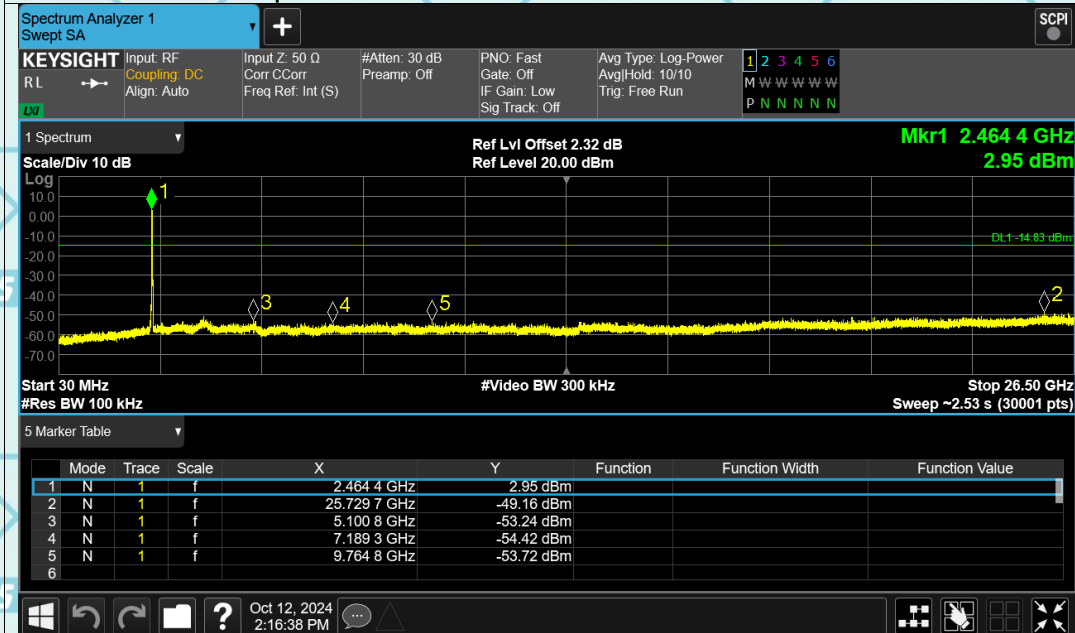 Spectrum Analyzer 1
Swept SA
+
SCPI
KEYSIGHT Input: RF Input Z: 50 Ω #Atten: 30 dB PNO: Fast Avg Type: Log-Power 1 2 3 4 5 6
R L Coupling: DC Corr CCorr Preamp: Off Gate: Off Avg|Hold: 10/10 M W W W W W
Align: Auto Freq Ref: Int (S) IF Gain: Low Trig: Free Run P N N N N N
LXI Sig Track: Off
1 Spectrum Ref Lvl Offset 2.32 dB Mkr1 2.464 4 GHz
Scale/Div 10 dB Ref Level 20.00 dBm 2.95 dBm
Log
1
10.0
0.00
-10.0
DL1 -14.83 dBm
-20.0
-30.0
-40.0
3 4 5 2
-50.0
-60.0
-70.0
Start 30 MHz #Video BW 300 kHz Stop 26.50 GHz
#Res BW 100 kHz Sweep ~2.53 s (30001 pts)
5 Marker Table
Mode Trace Scale X Y Function Function Width Function Value
1 N 1 f 2.464 4 GHz 2.95 dBm
2 N 1 f 25.729 7 GHz -49.16 dBm
3 N 1 f 5.100 8 GHz -53.24 dBm
4 N 1 f 7.189 3 GHz -54.42 dBm
5 N 1 f 9.764 8 GHz -53.72 dBm
6
? Oct 12, 2024
2:16:38 PM